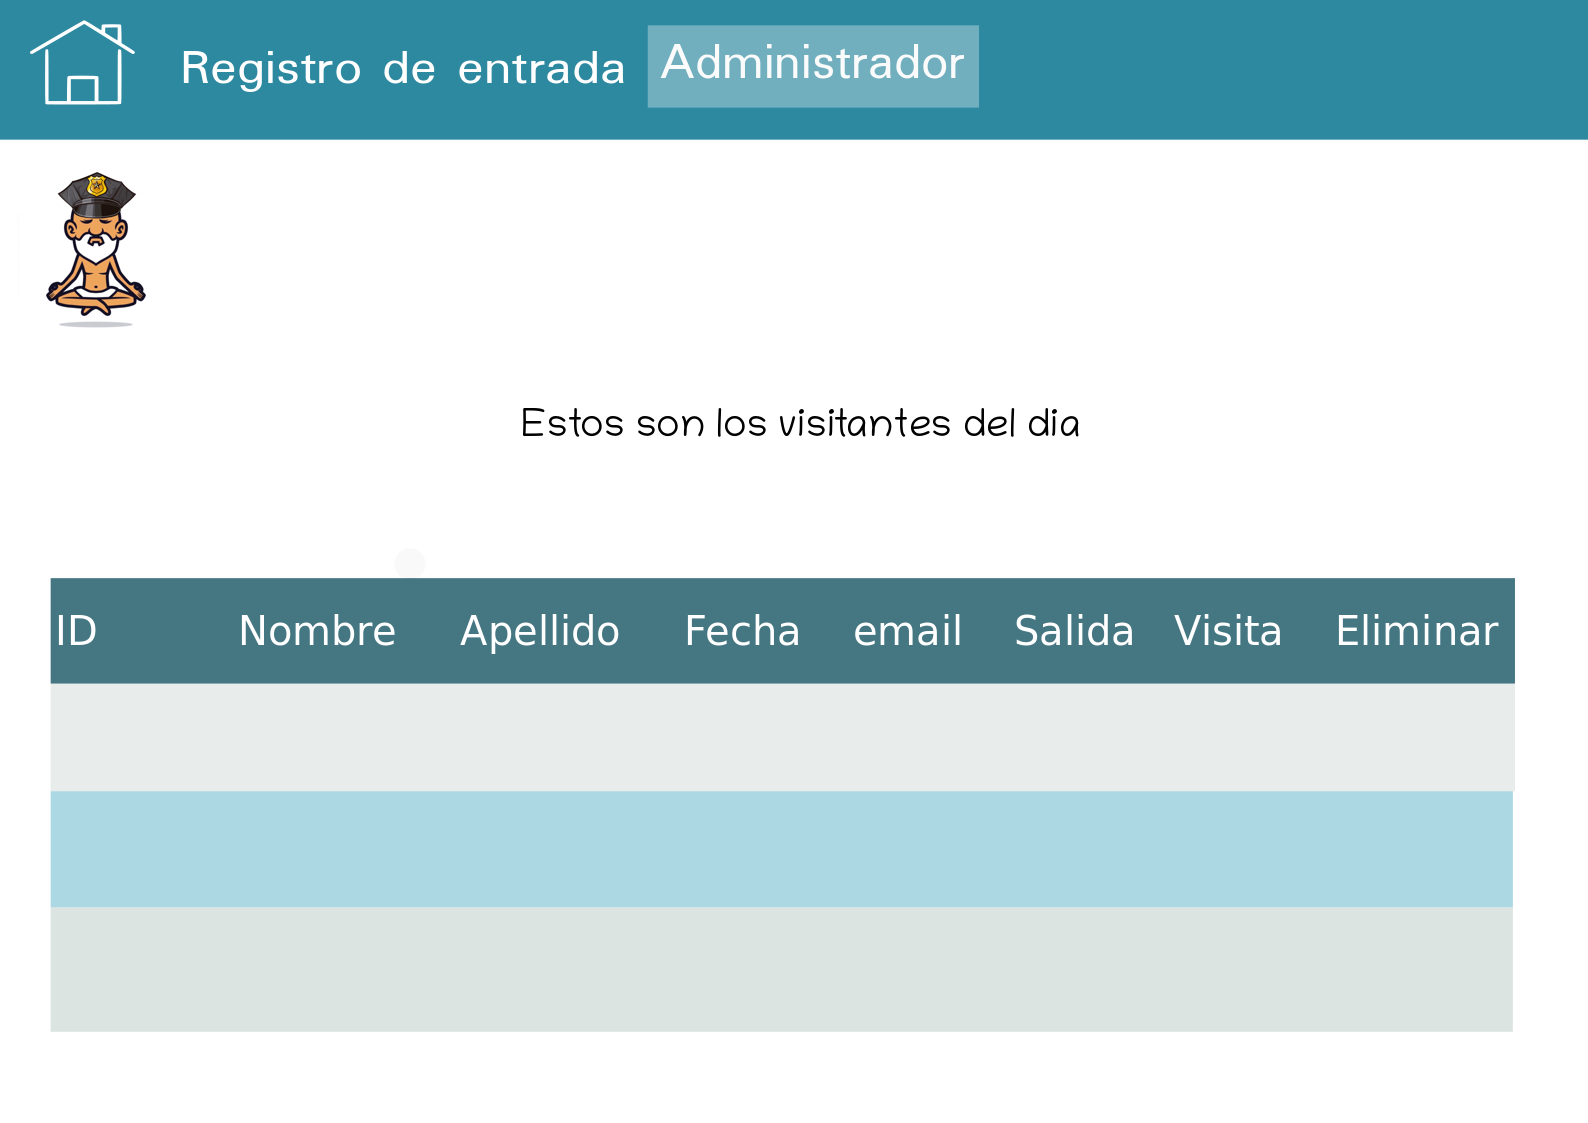 Registro de entrada Administrador
Estos son los visitantes del dia
ID Nombre Apellido Fecha email Salida Visita Eliminar